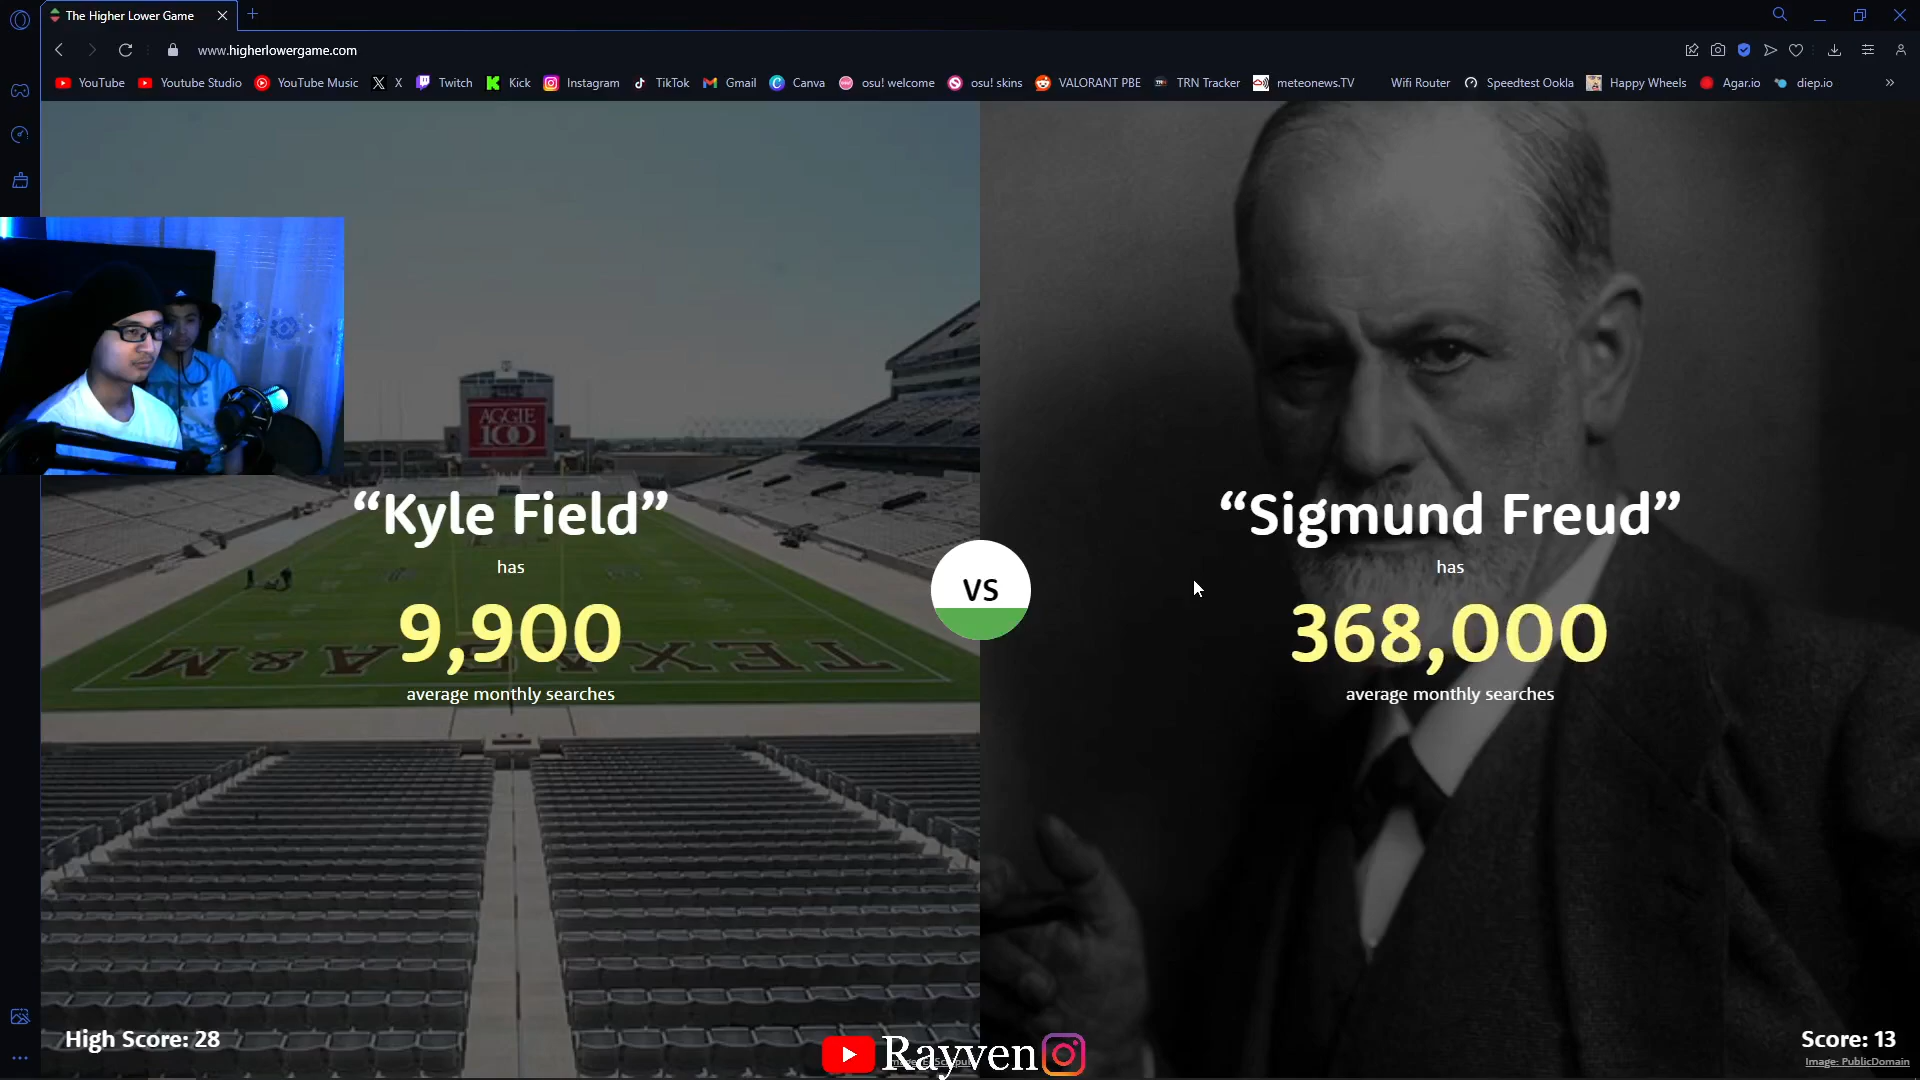 The Higher Lower Game
www.higherlowergame.com
YouTube Youtube Studio YouTube Music X Twitch Kick Instagram TikTok Gmail Canva osu! welcome osu! skins VALORANT PBE TRN Tracker meteonews.TV Wifi Router Speedtest Ookla Happy Wheels Agar.io diep.io
AGGIE
100
“Kyle Field”
has
9,900
average monthly searches
TEXAS A&M
VS
“Sigmund Freud”
has
368,000
average monthly searches
High Score: 28
Rayven
Score: 13
Image: PublicDomain